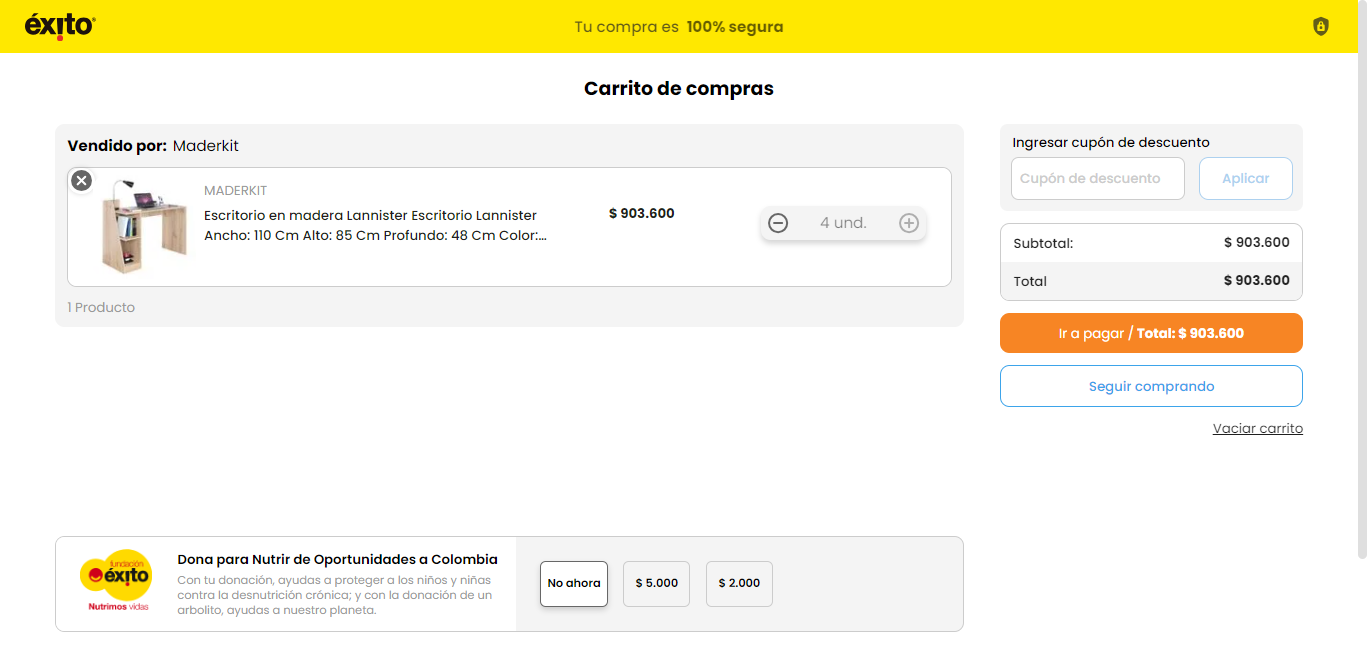 éxito
Tu compra es 100% segura
Carrito de compras
Vendido por: Maderkit
MADERKIT
Escritorio en madera Lannister Escritorio Lannister
Ancho: 110 Cm Alto: 85 Cm Profundo: 48 Cm Color:...
$ 903.600
4 und.
1 Producto
Ingresar cupón de descuento
Cupón de descuento
Aplicar
Subtotal: $ 903.600
Total $ 903.600
Ir a pagar / Total: $ 903.600
Seguir comprando
Vaciar carrito
fundación
éxito
Nutrimos vidas
Dona para Nutrir de Oportunidades a Colombia
Con tu donación, ayudas a proteger a los niños y niñas
contra la desnutrición crónica; y con la donación de un
arbolito, ayudas a nuestro planeta.
No ahora
$ 5.000
$ 2.000